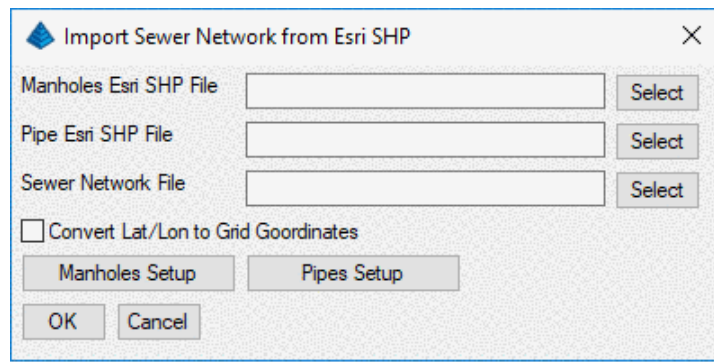 Import Sewer Network from Esri SHP
Manholes Esri SHP File
Select
Pipe Esri SHP File
Select
Sewer Network File
Select
Convert Lat/Lon to Grid Goordinates
Manholes Setup Pipes Setup
OK Cancel